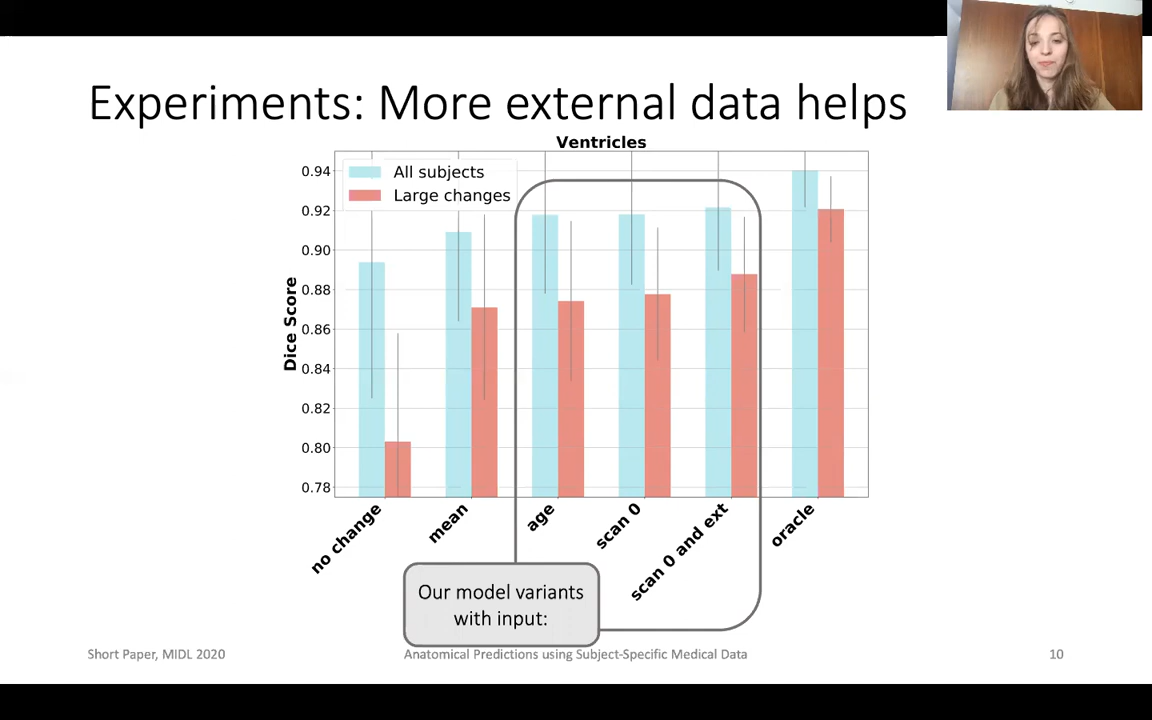 Experiments: More external data helps
Ventricles
All subjects
Large changes
Dice Score
0.94
0.92
0.90
0.88
0.86
0.84
0.82
0.80
0.78
no change
mean
age
scan 0
scan 0 and ext
oracle
Our model variants
with input:
Short Paper, MIDL 2020
Anatomical Predictions using Subject-Specific Medical Data
10